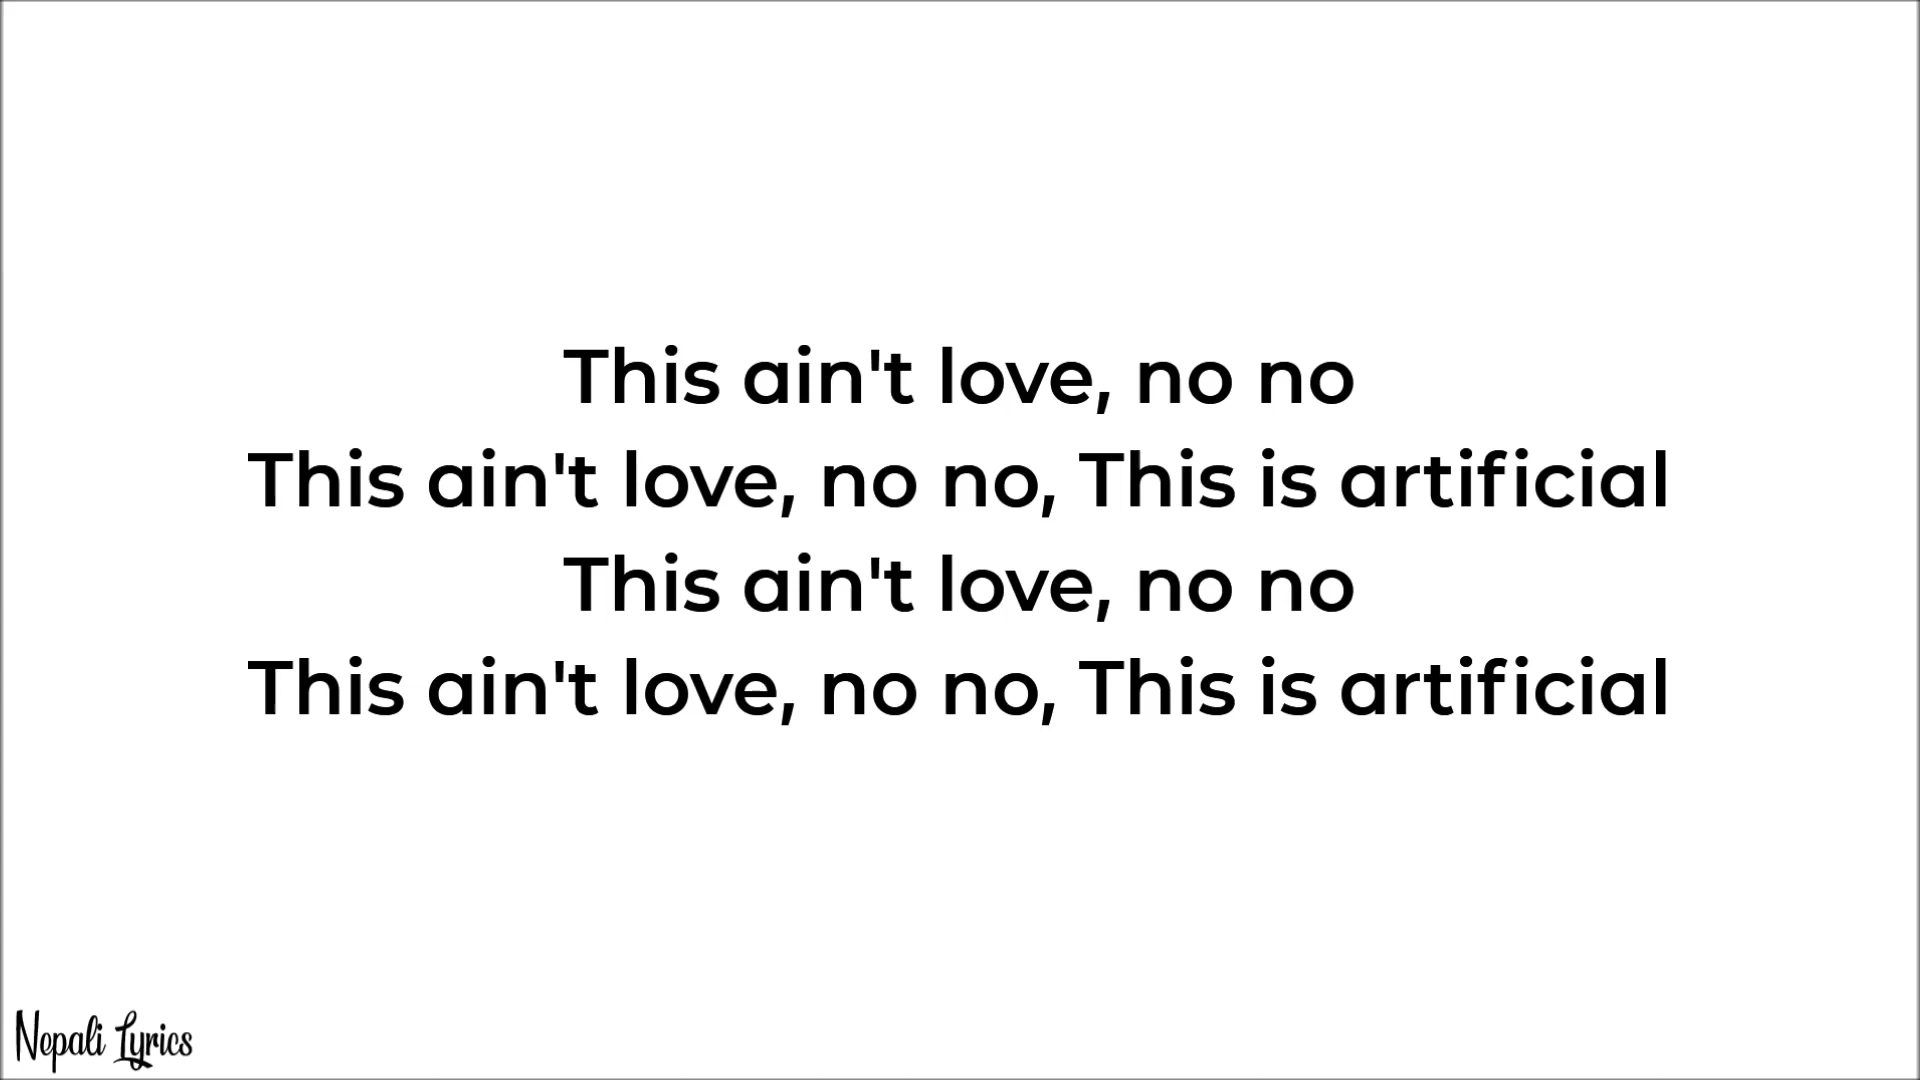 This ain't love, no no
This ain't love, no no, This is artificial
This ain't love, no no
This ain't love, no no, This is artificial
Nepali Lyrics